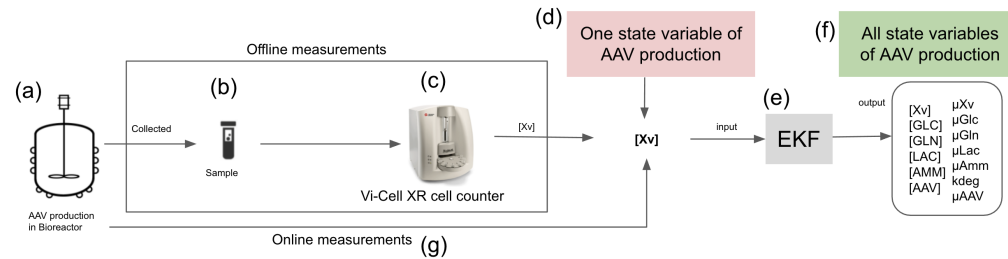 (a)
AAV production
in Bioreactor
Collected
Offline measurements
(b)
Sample
(c)
Vi-Cell XR cell counter
[Xv]
Online measurements
(g)
(d)
One state variable of
AAV production
[Xv]
input
(e)
EKF
output
(f)
All state variables
of AAV production
[Xv]
[GLC]
[GLN]
[LAC]
[AMM]
[AAV]
μXv
μGlc
μGln
μLac
μAmm
kdeg
μAAV